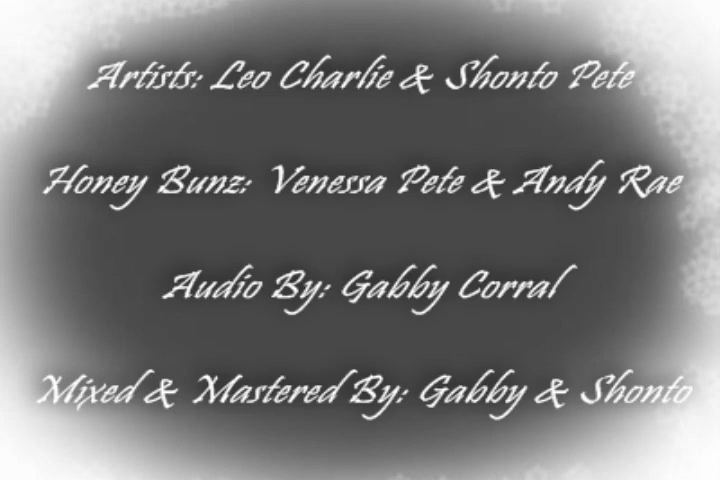 Artists: Leo Charlie & Shonto Pete
Honey Bunz: Venessa Pete & Andy Rae
Audio By: Gabby Corral
Mixed & Mastered By: Gabby & Shonto